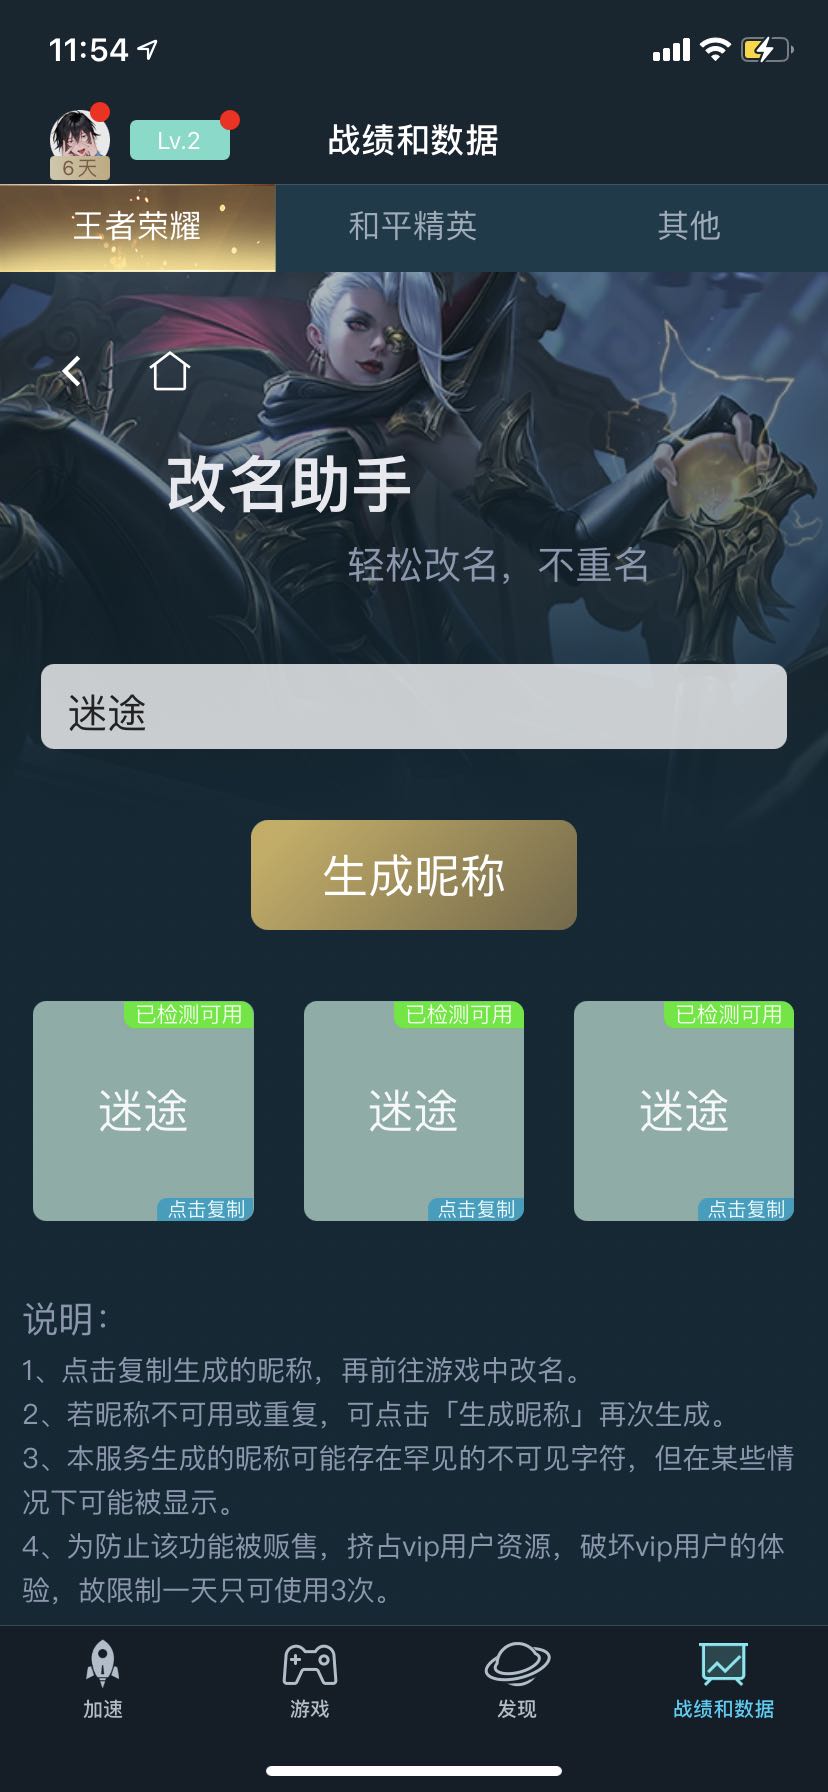 11:54
6天
Lv.2
战绩和数据
王者荣耀
和平精英
其他
改名助手
轻松改名，不重名
迷途
生成昵称
已检测可用
已检测可用
已检测可用
迷途
迷途
迷途
点击复制
点击复制
点击复制
说明：
1、点击复制生成的昵称，再前往游戏中改名。
2、若昵称不可用或重复，可点击「生成昵称」再次生成。
3、本服务生成的昵称可能存在罕见的不可见字符，但在某些情
况下可能被显示。
4、为防止该功能被贩售，挤占vip用户资源，破坏vip用户的体
验，故限制一天只可使用3次。
加速
游戏
发现
战绩和数据